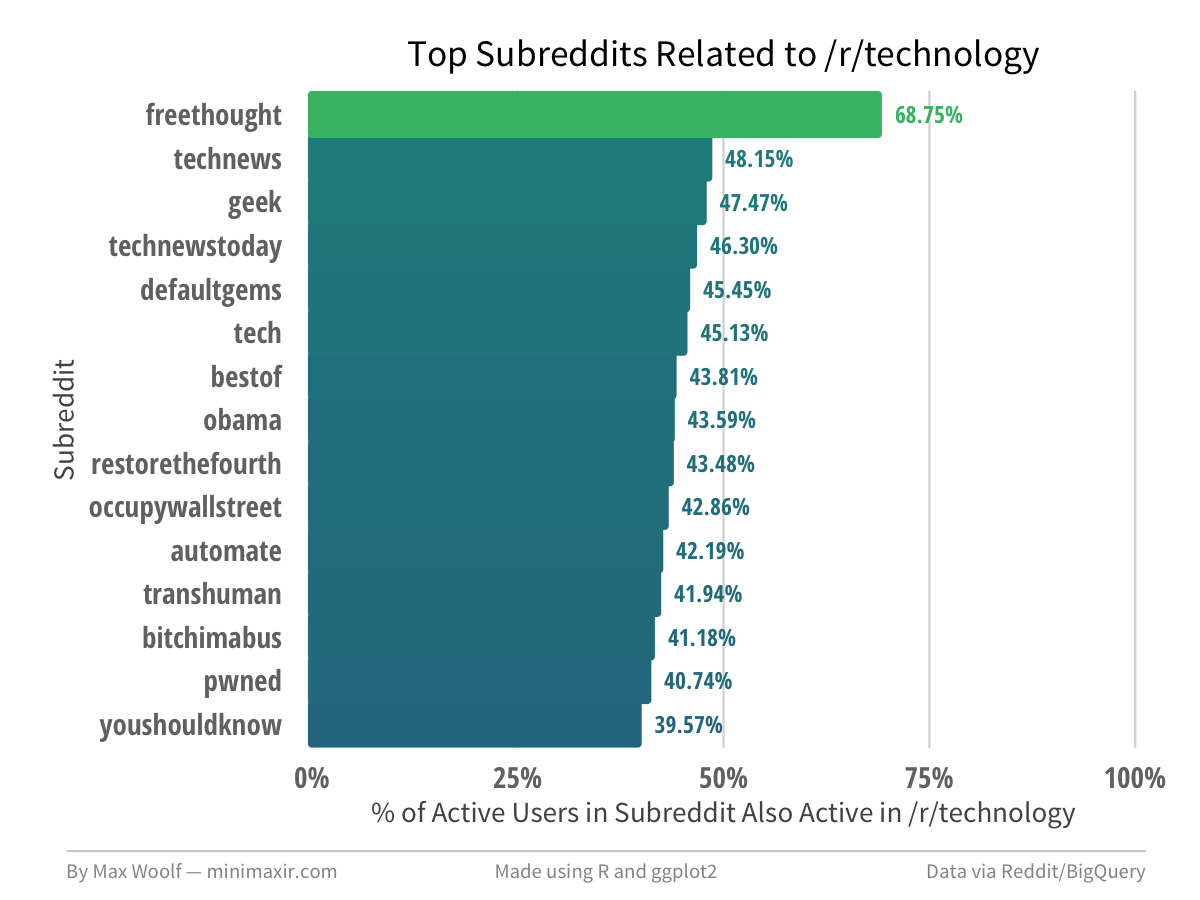 Top Subreddits Related to /r/technology
freethought 68.75%
technews 48.15%
geek 47.47%
technewstoday 46.30%
defaultgems 45.45%
tech 45.13%
bestof 43.81%
obama 43.59%
restorethefourth 43.48%
occupywallstreet 42.86%
automate 42.19%
transhuman 41.94%
bitchimabus 41.18%
pwned 40.74%
youshouldknow 39.57%
Subreddit
0% 25% 50% 75% 100%
% of Active Users in Subreddit Also Active in /r/technology
By Max Woolf — minimaxir.com Made using R and ggplot2 Data via Reddit/BigQuery